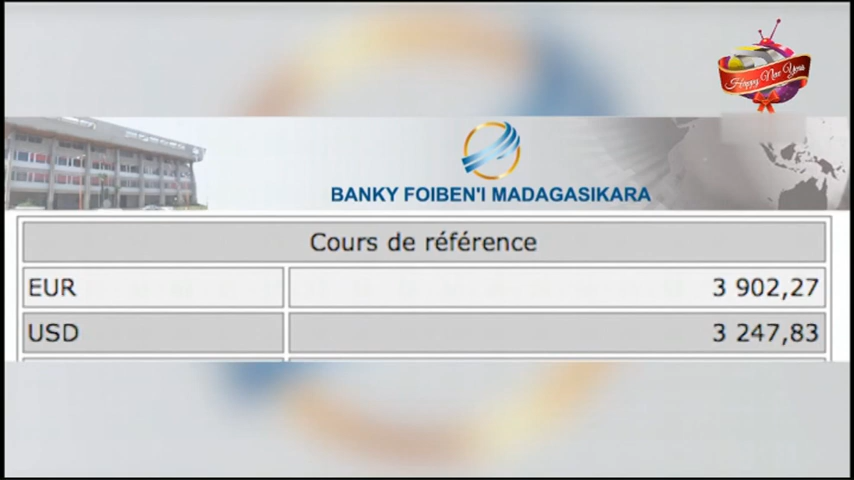 Happy New Year
BANKY FOIBEN'I MADAGASIKARA
Cours de référence
EUR 3 902,27
USD 3 247,83